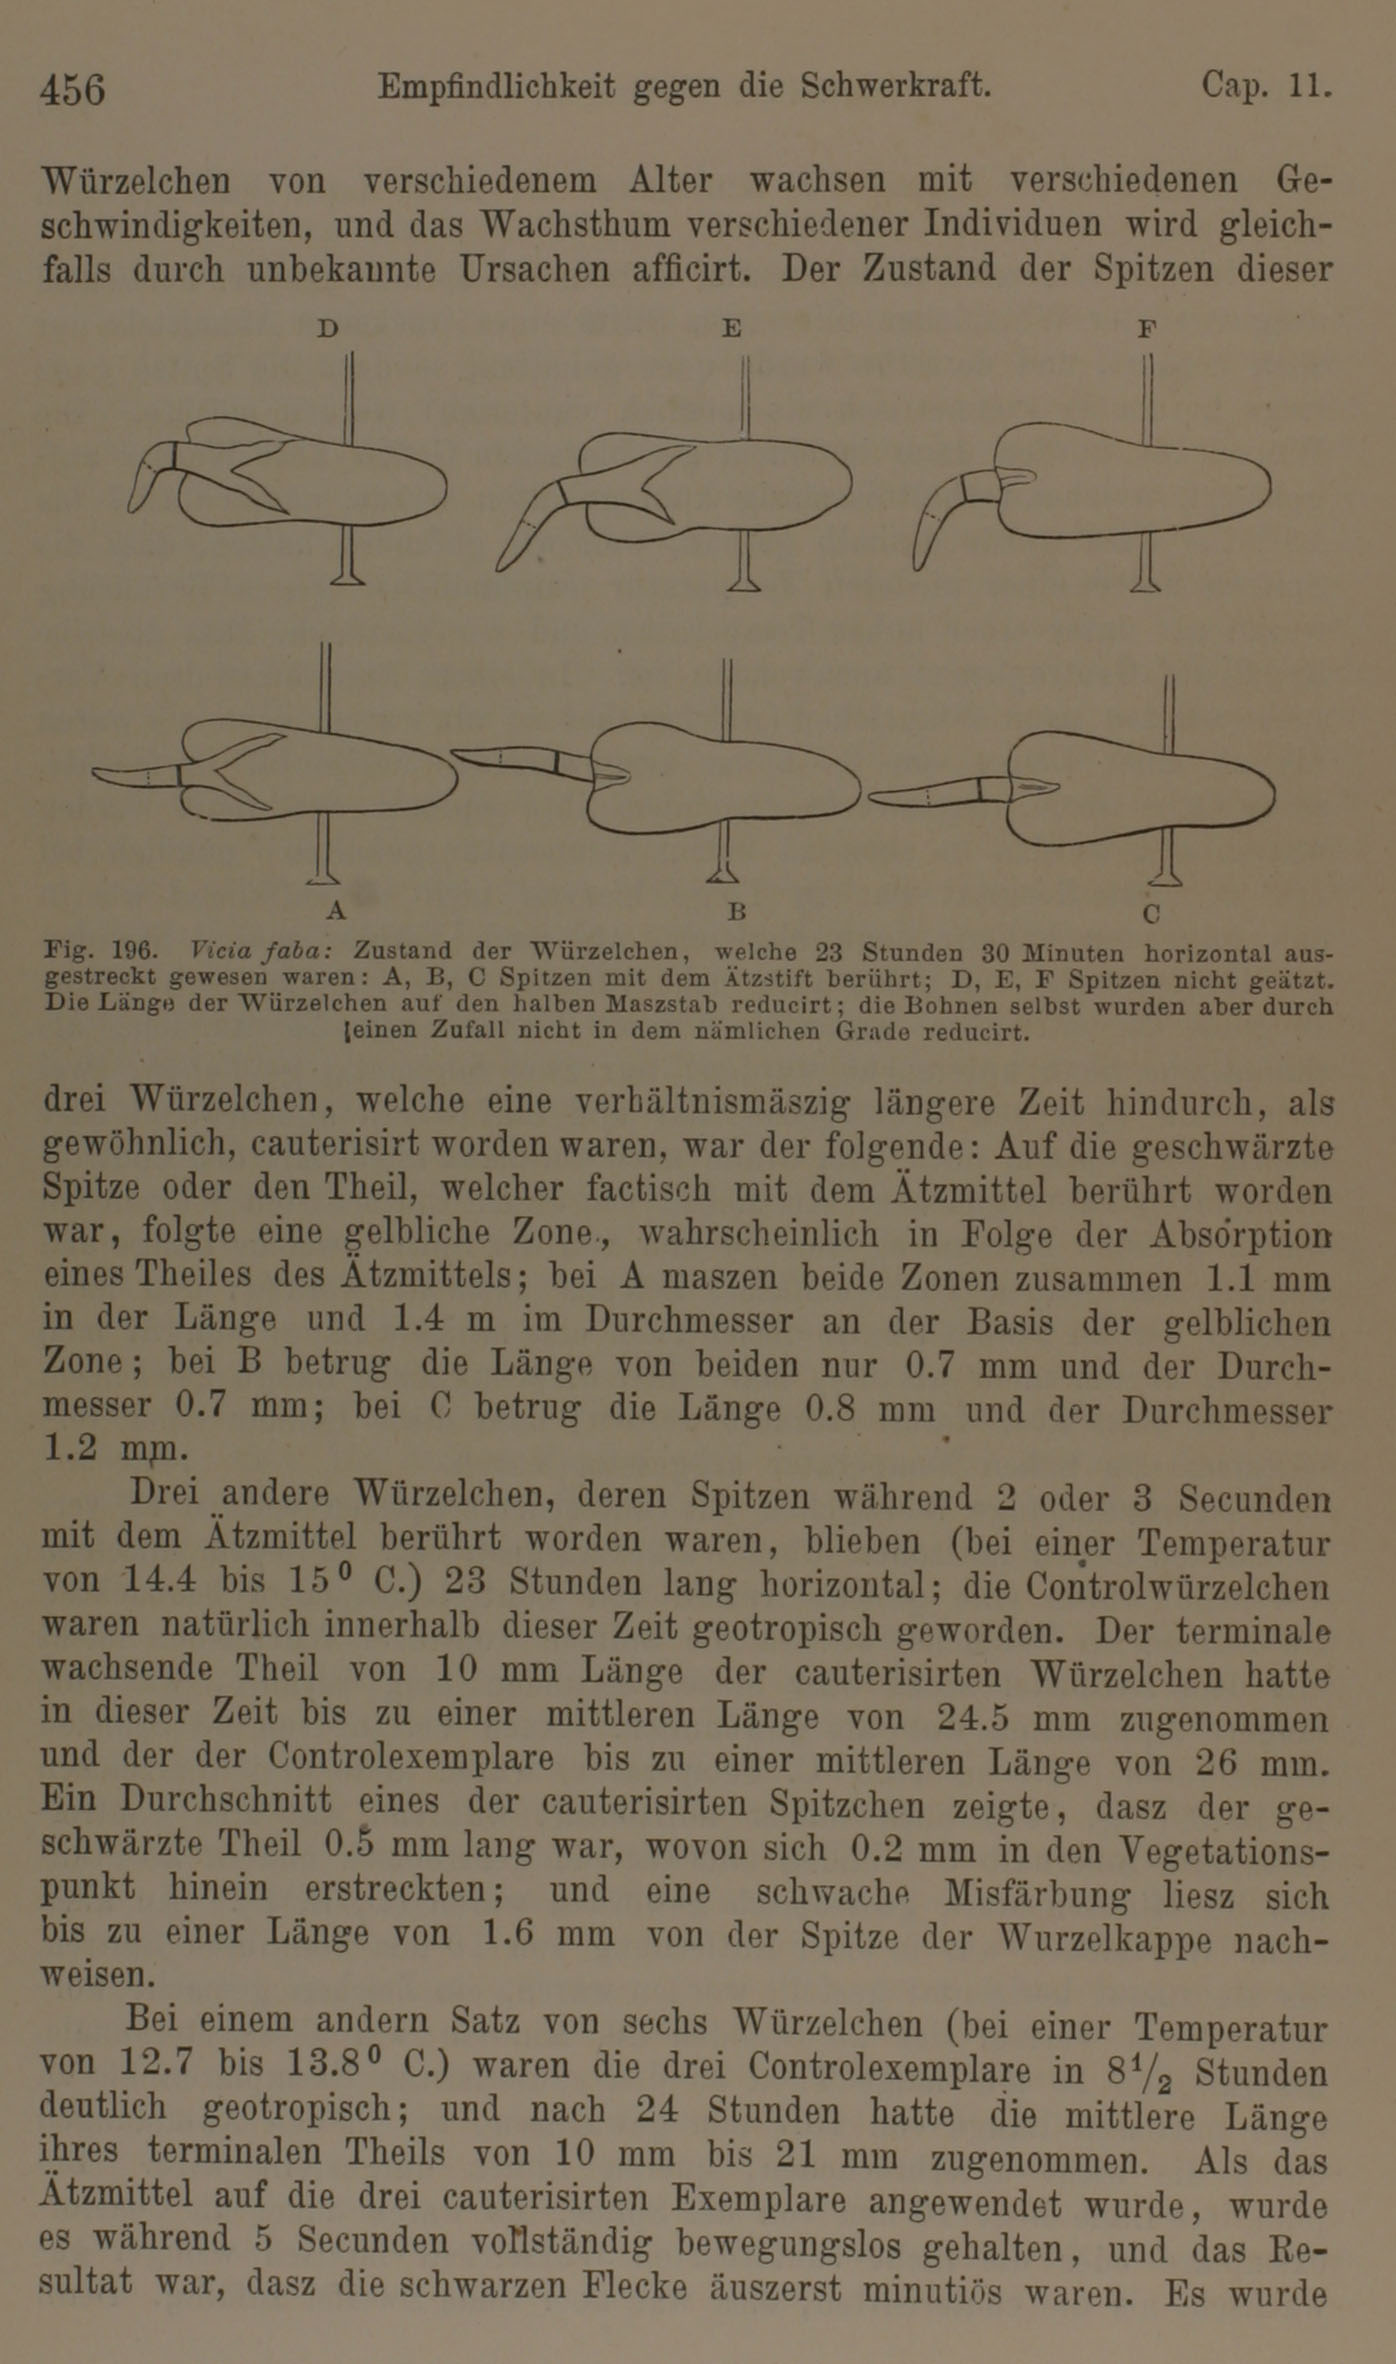 456 Empfindlichkeit gegen die Schwerkraft. Cap. 11.
Würzelchen von verschiedenem Alter wachsen mit verschiedenen Ge-
schwindigkeiten, und das Wachsthum verschiedener Individuen wird gleich-
falls durch unbekannte Ursachen afficirt. Der Zustand der Spitzen dieser
D E F
A B C
Fig. 196. Vicia faba: Zustand der Würzelchen, welche 23 Stunden 30 Minuten horizontal aus-
gestreckt gewesen waren: A, B, C Spitzen mit dem Ätzstift berührt; D, E, F Spitzen nicht geätzt.
Die Länge der Würzelchen auf den halben Maszstab reducirt; die Bohnen selbst wurden aber durch
einen Zufall nicht in dem nämlichen Grade reducirt.
drei Würzelchen, welche eine verhältnismäszig längere Zeit hindurch, als
gewöhnlich, cauterisirt worden waren, war der folgende: Auf die geschwärzte
Spitze oder den Theil, welcher factisch mit dem Ätzmittel berührt worden
war, folgte eine gelbliche Zone, wahrscheinlich in Folge der Absorption
eines Theiles des Ätzmittels; bei A maszen beide Zonen zusammen 1.1 mm
in der Länge und 1.4 m im Durchmesser an der Basis der gelblichen
Zone; bei B betrug die Länge von beiden nur 0.7 mm und der Durch-
messer 0.7 mm; bei C betrug die Länge 0.8 mm und der Durchmesser
1.2 mm.
Drei andere Würzelchen, deren Spitzen während 2 oder 3 Secunden
mit dem Ätzmittel berührt worden waren, blieben (bei einer Temperatur
von 14.4 bis 15⁰ C.) 23 Stunden lang horizontal; die Controlwürzelchen
waren natürlich innerhalb dieser Zeit geotropisch geworden. Der terminale
wachsende Theil von 10 mm Länge der cauterisirten Würzelchen hatte
in dieser Zeit bis zu einer mittleren Länge von 24.5 mm zugenommen
und der der Controlexemplare bis zu einer mittleren Länge von 26 mm.
Ein Durchschnitt eines der cauterisirten Spitzchen zeigte, dasz der ge-
schwärzte Theil 0.5 mm lang war, wovon sich 0.2 mm in den Vegetations-
punkt hinein erstreckten; und eine schwache Misfärbung liesz sich
bis zu einer Länge von 1.6 mm von der Spitze der Wurzelkappe nach-
weisen.
Bei einem andern Satz von sechs Würzelchen (bei einer Temperatur
von 12.7 bis 13.8⁰ C.) waren die drei Controlexemplare in 8¹/₂ Stunden
deutlich geotropisch; und nach 24 Stunden hatte die mittlere Länge
ihres terminalen Theils von 10 mm bis 21 mm zugenommen. Als das
Ätzmittel auf die drei cauterisirten Exemplare angewendet wurde, wurde
es während 5 Secunden vollständig bewegungslos gehalten, und das Re-
sultat war, dasz die schwarzen Flecke äuszerst minutiös waren. Es wurde